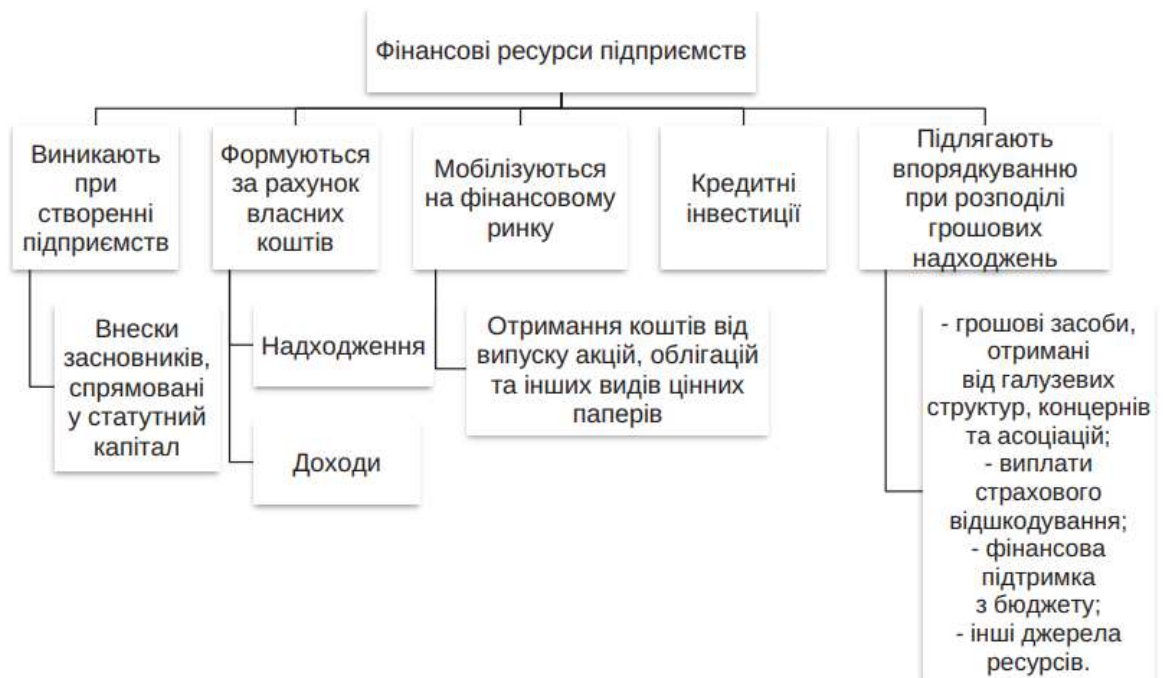 Фінансові ресурси підприємств
Виникають
при
створенні
підприємств
Формуються
за рахунок
власних
коштів
Мобілізуються
на фінансовому
ринку
Кредитні
інвестиції
Підлягають
впорядкуванню
при розподілі
грошових
надходжень
Внески
засновників,
спрямовані
у статутний
капітал
Надходження
Доходи
Отримання коштів від
випуску акцій, облігацій
та інших видів цінних
паперів
- грошові засоби,
отримані
від галузевих
структур, концернів
та асоціацій;
- виплати
страхового
відшкодування;
- фінансова
підтримка
з бюджету;
- інші джерела
ресурсів.